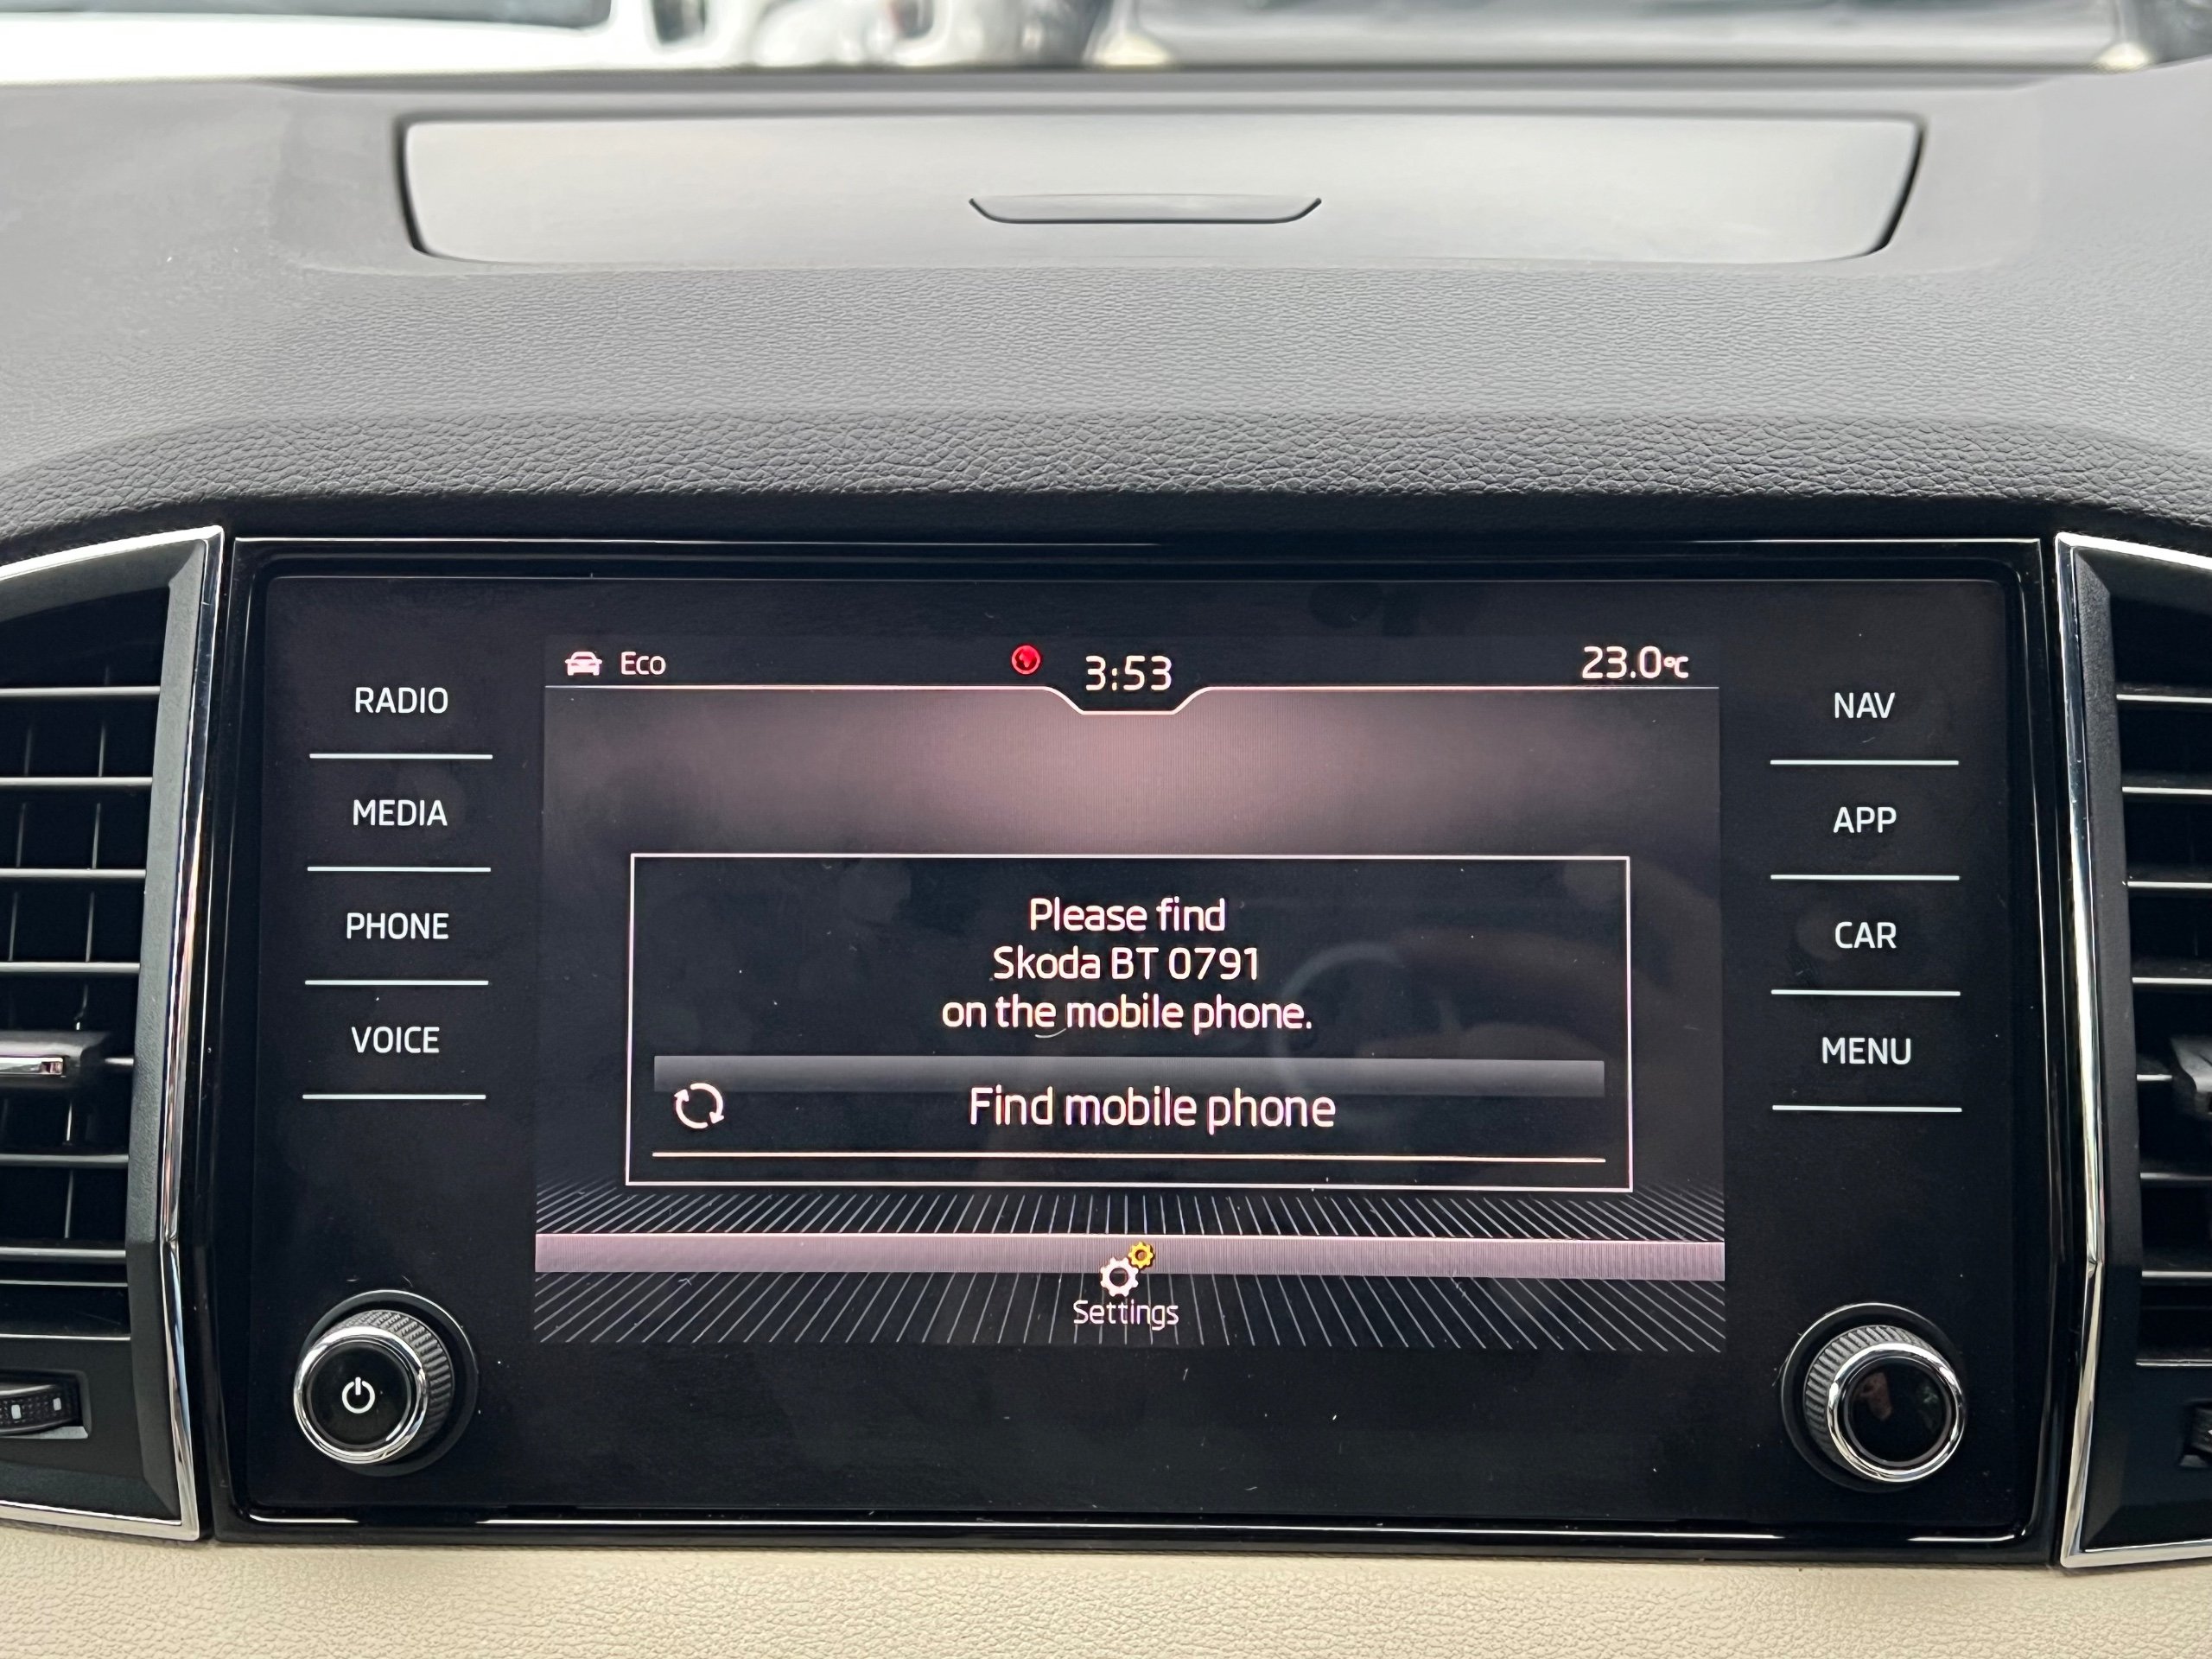 Eco
3:53
23.0°C
RADIO
MEDIA
PHONE
VOICE
Please find
Skoda BT 0791
on the mobile phone.
Find mobile phone
Settings
NAV
APP
CAR
MENU